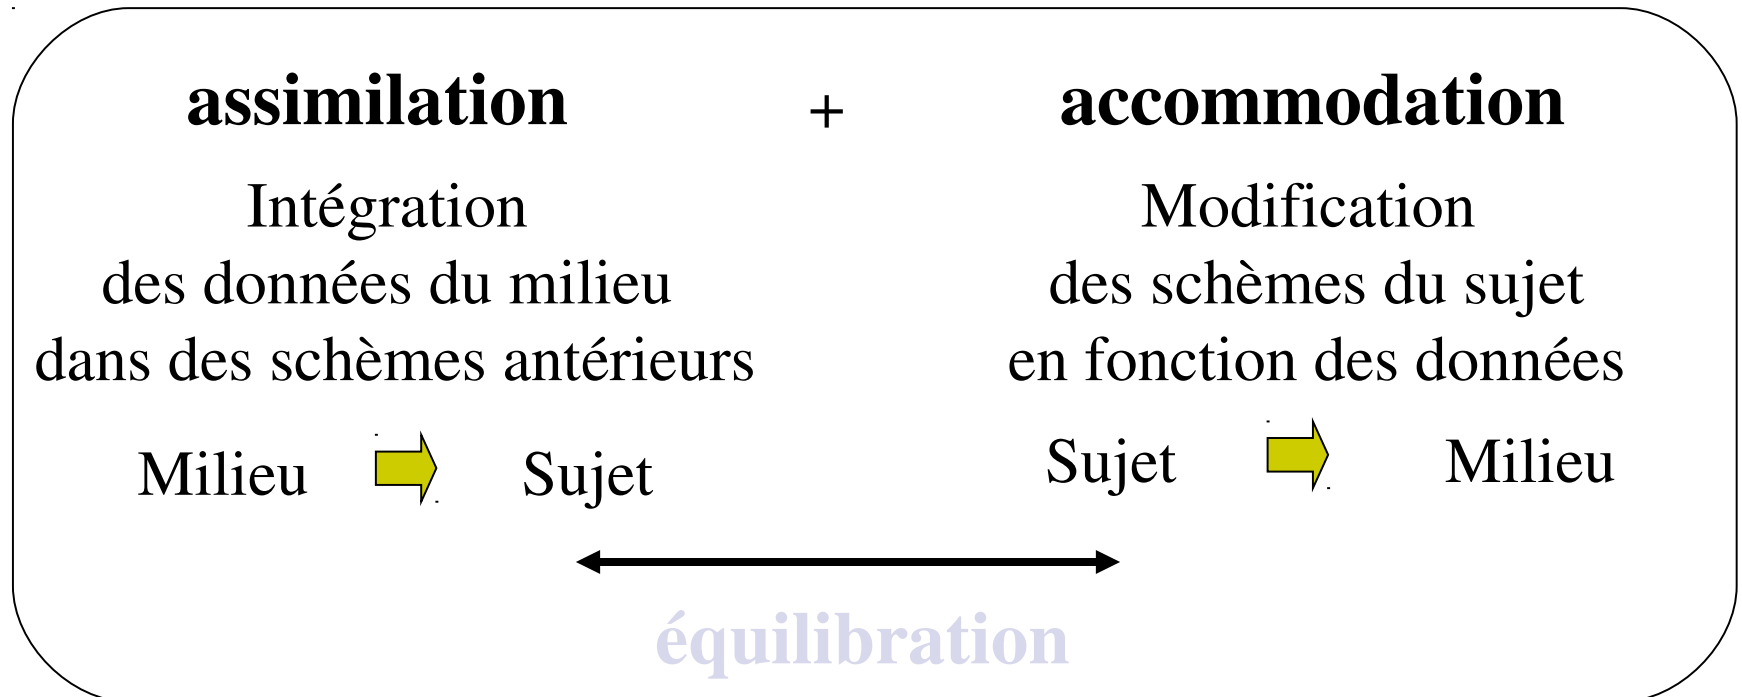 assimilation + accommodation
Intégration
des données du milieu
dans des schèmes antérieurs
Milieu Sujet
Modification
des schèmes du sujet
en fonction des données
Sujet Milieu
équilibration